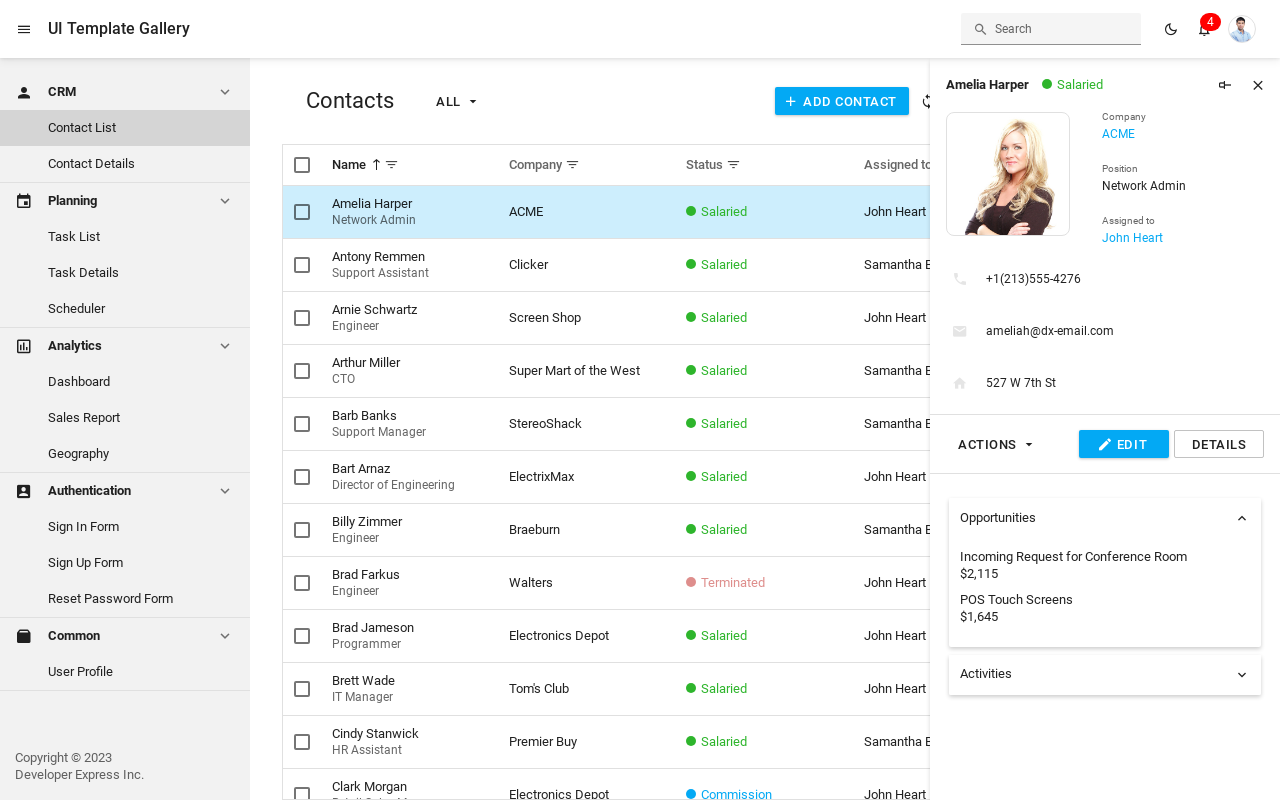 UI Template Gallery
Search
4
CRM
Contact List
Contact Details
Planning
Task List
Task Details
Scheduler
Analytics
Dashboard
Sales Report
Geography
Authentication
Sign In Form
Sign Up Form
Reset Password Form
Common
User Profile
Copyright © 2023
Developer Express Inc.
Contacts
ALL
ADD CONTACT
Name Company Status Assigned to
Amelia Harper
Network Admin
ACME Salaried John Heart
Antony Remmen
Support Assistant
Clicker Salaried Samantha
Arnie Schwartz
Engineer
Screen Shop Salaried John Heart
Arthur Miller
CTO
Super Mart of the West Salaried Samantha
Barb Banks
Support Manager
StereoShack Salaried Samantha
Bart Arnaz
Director of Engineering
ElectrixMax Salaried John Heart
Billy Zimmer
Engineer
Braeburn Salaried Samantha
Brad Farkus
Engineer
Walters Terminated John Heart
Brad Jameson
Programmer
Electronics Depot Salaried John Heart
Brett Wade
IT Manager
Tom's Club Salaried John Heart
Cindy Stanwick
HR Assistant
Premier Buy Salaried Samantha
Clark Morgan
Electronics Depot Commission John Heart
Amelia Harper Salaried
Company
ACME
Position
Network Admin
Assigned to
John Heart
+1(213)555-4276
ameliah@dx-email.com
527 W 7th St
ACTIONS
EDIT
DETAILS
Opportunities
Incoming Request for Conference Room
$2,115
POS Touch Screens
$1,645
Activities